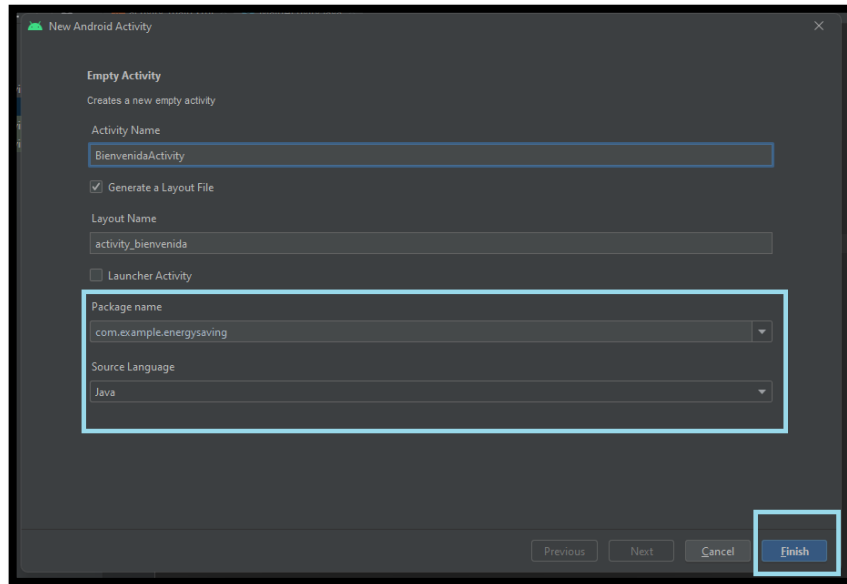 New Android Activity
Empty Activity
Creates a new empty activity
Activity Name
BienvenidaActivity
Generate a Layout File
Layout Name
activity_bienvenida
Launcher Activity
Package name
com.example.energysaving
Source Language
Java
Previous
Next
Cancel
Finish